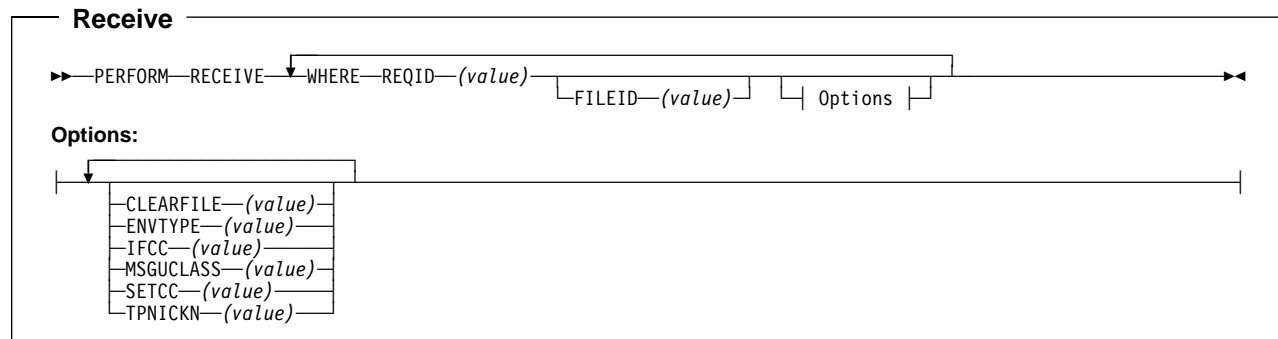 Receive
PERFORM RECEIVE WHERE REQID (value)
FILEID (value) Options
Options:
CLEARFILE (value)
ENVTYPE (value)
IFCC (value)
MSGUCLASS (value)
SETCC (value)
TPNICKN (value)